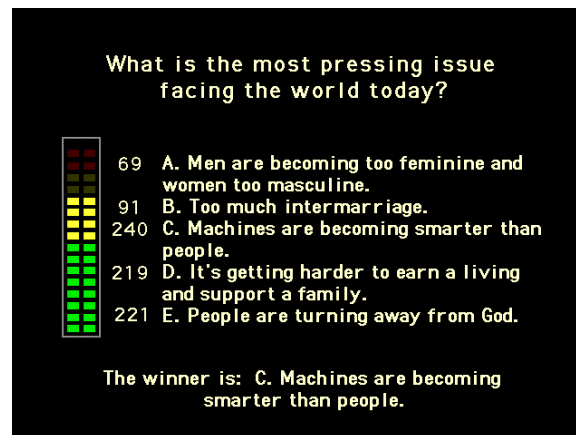 What is the most pressing issue
facing the world today?
69 A. Men are becoming too feminine and
women too masculine.
91 B. Too much intermarriage.
240 C. Machines are becoming smarter than
people.
219 D. It's getting harder to earn a living
and support a family.
221 E. People are turning away from God.
The winner is: C. Machines are becoming
smarter than people.